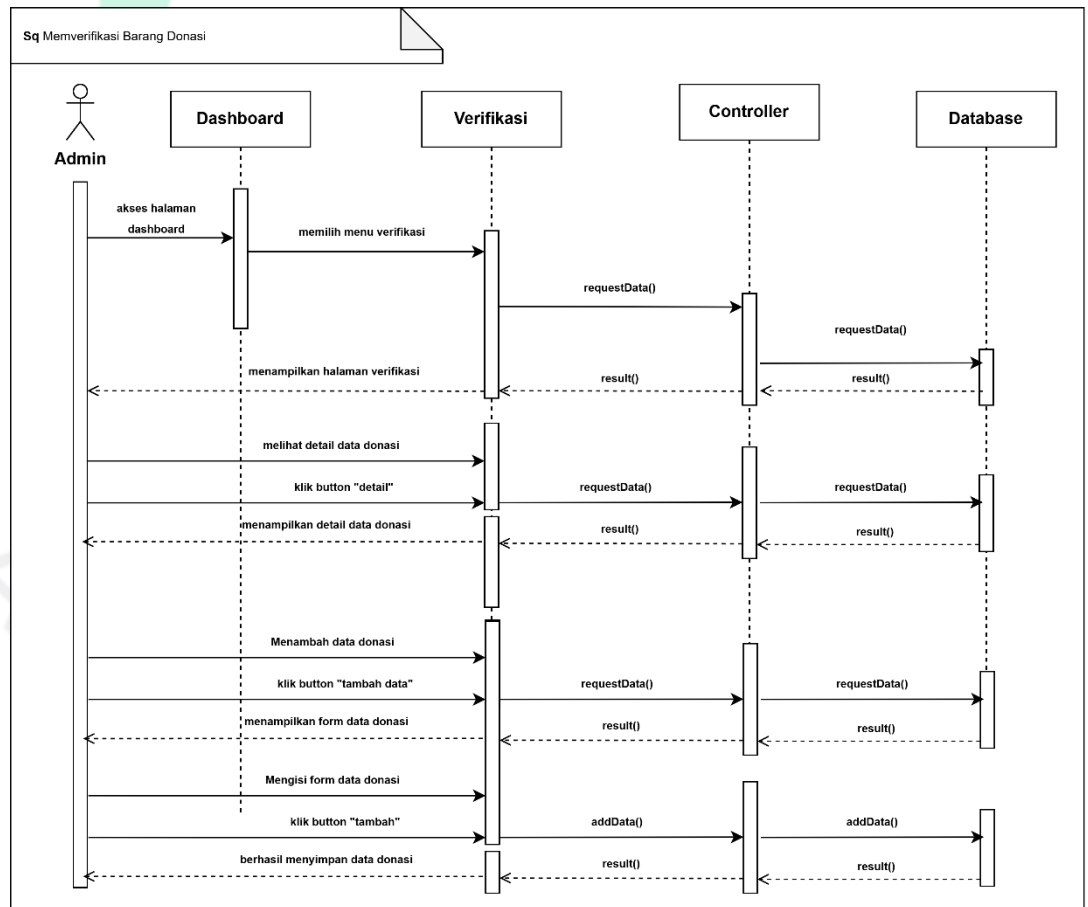 Sq Memverifikasi Barang Donasi
Admin
Dashboard
Verifikasi
Controller
Database
akses halaman
dashboard
memilih menu verifikasi
requestData()
requestData()
menampilkan halaman verifikasi
result()
result()
melihat detail data donasi
klik button "detail"
requestData()
requestData()
menampilkan detail data donasi
result()
result()
Menambah data donasi
klik button "tambah data"
requestData()
requestData()
menampilkan form data donasi
result()
result()
Mengisi form data donasi
klik button "tambah"
addData()
addData()
berhasil menyimpan data donasi
result()
result()